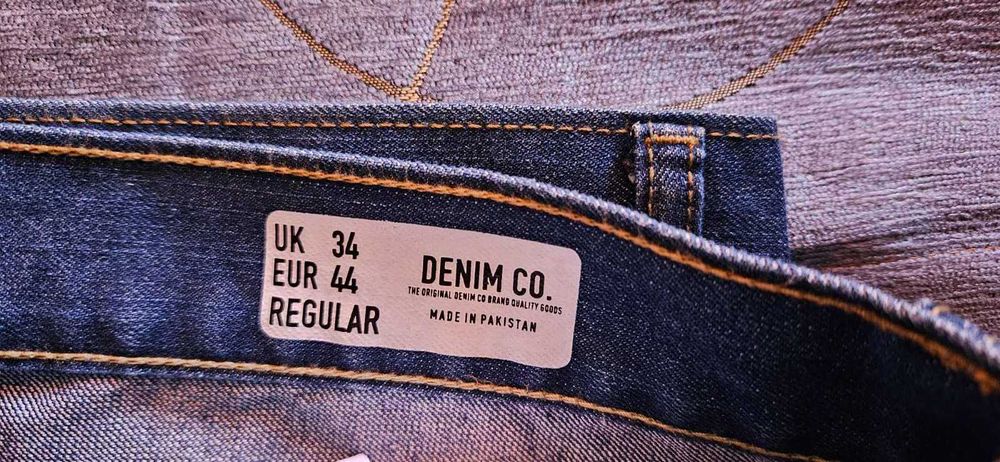 UK 34
EUR 44
REGULAR
DENIM CO.
THE ORIGINAL DENIM CO BRAND QUALITY GOODS
MADE IN PAKISTAN